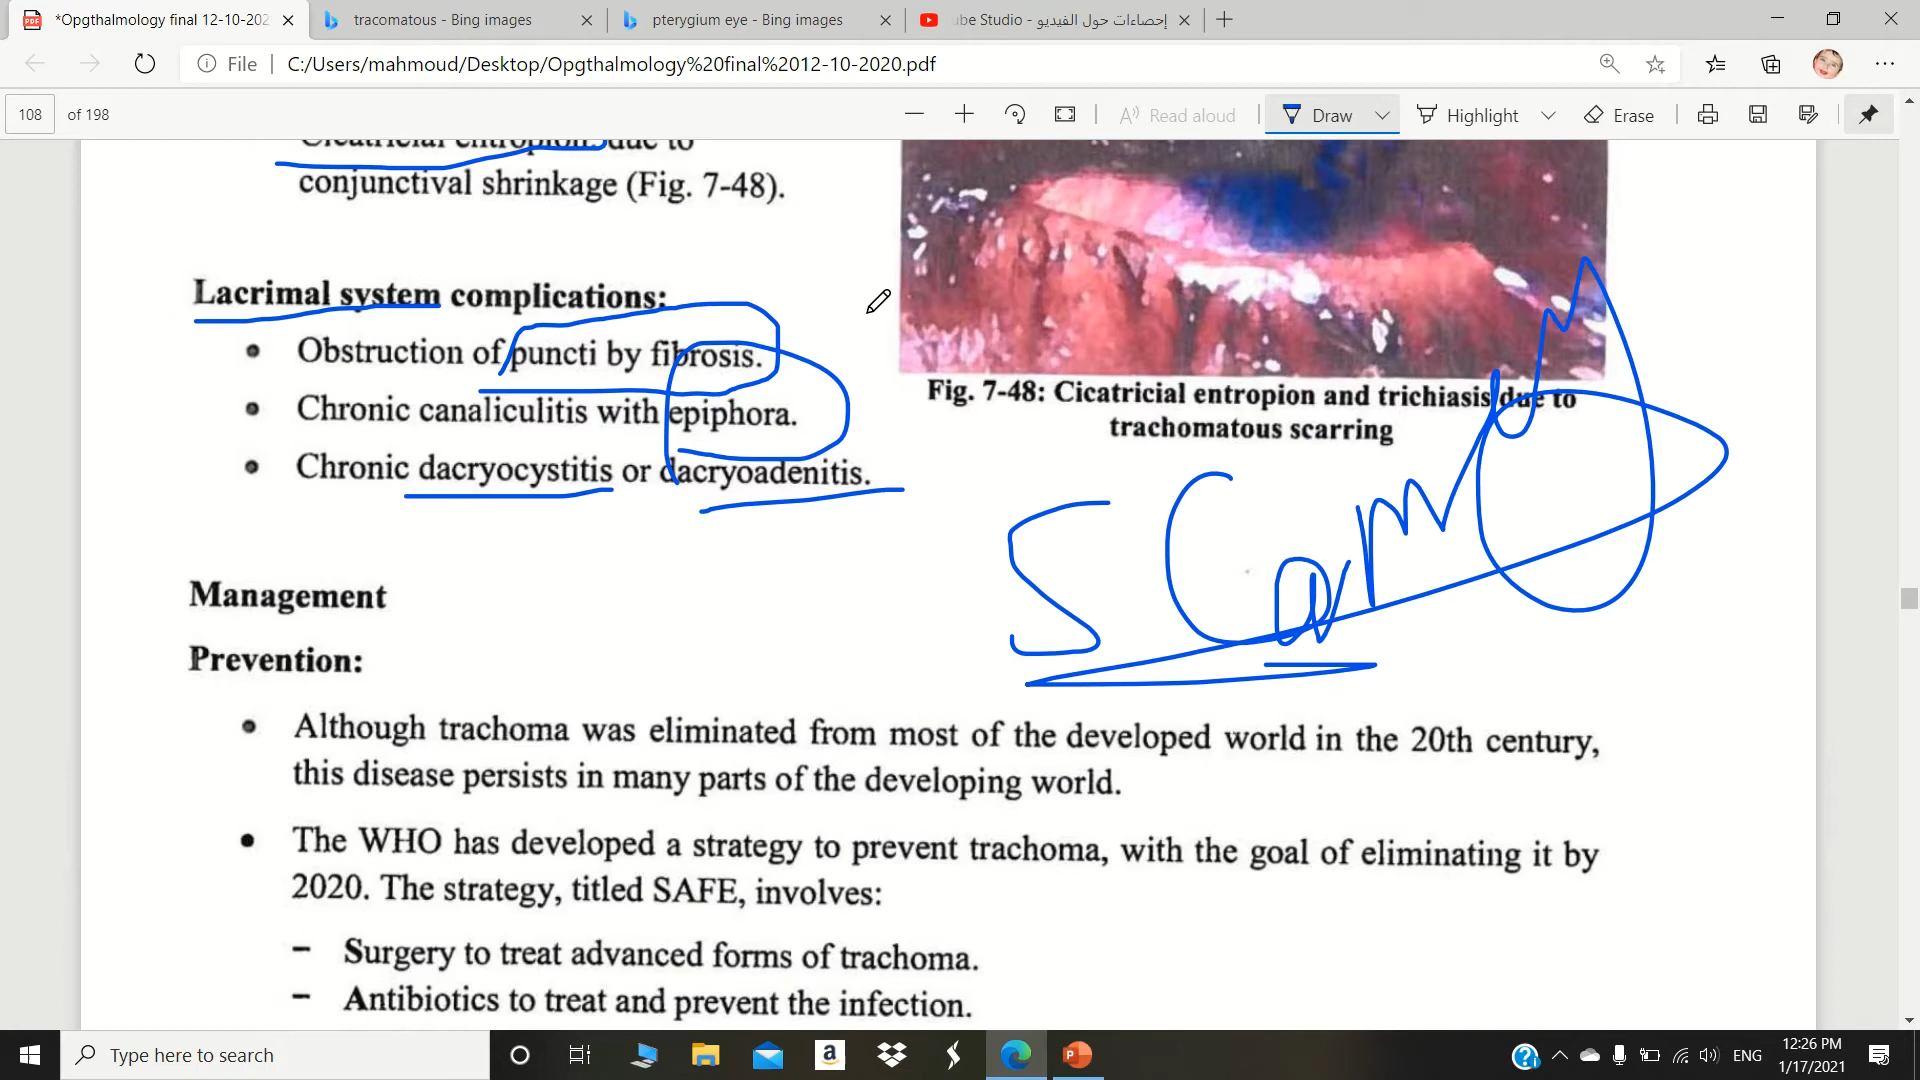 *Opgthalmology final 12-10-202
tracomatous - Bing images
pterygium eye - Bing images
إحصاءات حول الفيديو - ube Studio
File
C:/Users/mahmoud/Desktop/Opgthalmology%20final%2012-10-2020.pdf
108 of 198
Read aloud
Draw
Highlight
Erase
Cicatricial entropion due to
conjunctival shrinkage (Fig. 7-48).
Lacrimal system complications:
Obstruction of puncti by fibrosis.
Chronic canaliculitis with epiphora.
Chronic dacryocystitis or dacryoadenitis.
Fig. 7-48: Cicatricial entropion and trichiasis due to
trachomatous scarring
Management
Prevention:
Although trachoma was eliminated from most of the developed world in the 20th century,
this disease persists in many parts of the developing world.
The WHO has developed a strategy to prevent trachoma, with the goal of eliminating it by
2020. The strategy, titled SAFE, involves:
– Surgery to treat advanced forms of trachoma.
– Antibiotics to treat and prevent the infection.
Type here to search
ENG
12:26 PM
1/17/2021